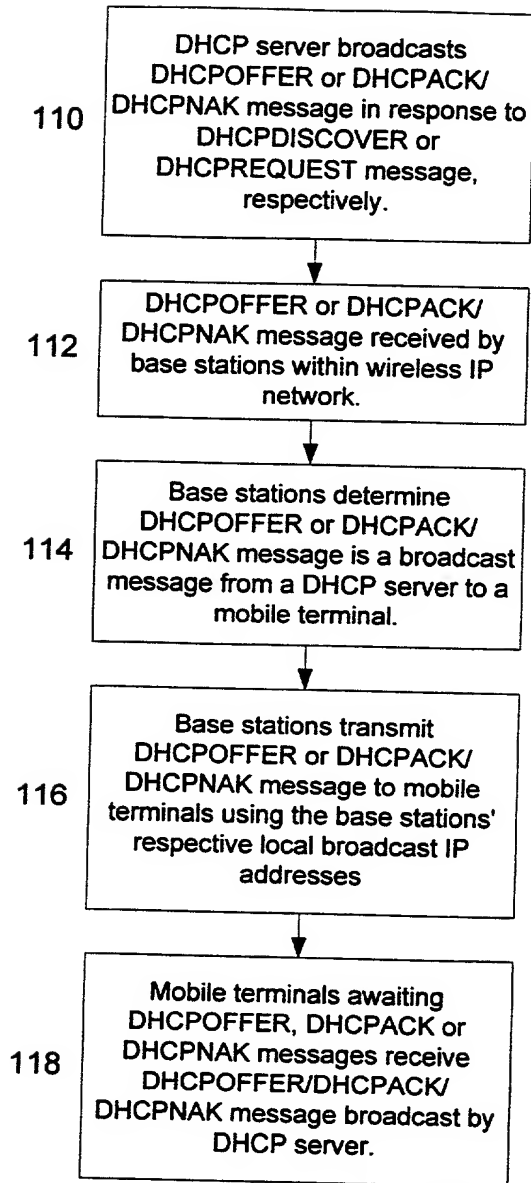 DHCP server broadcasts
DHCPOFFER or DHCPACK/
DHCPNAK message in response to
DHCPDISCOVER or
DHCPREQUEST message,
respectively.
110
DHCPOFFER or DHCPACK/
DHCPNAK message received by
base stations within wireless IP
network.
112
Base stations determine
DHCPOFFER or DHCPACK/
DHCPNAK message is a broadcast
message from a DHCP server to a
mobile terminal.
114
Base stations transmit
DHCPOFFER or DHCPACK/
DHCPNAK message to mobile
terminals using the base stations'
respective local broadcast IP
addresses
116
Mobile terminals awaiting
DHCPOFFER, DHCPACK or
DHCPNAK messages receive
DHCPOFFER/DHCPACK/
DHCPNAK message broadcast by
DHCP server.
118